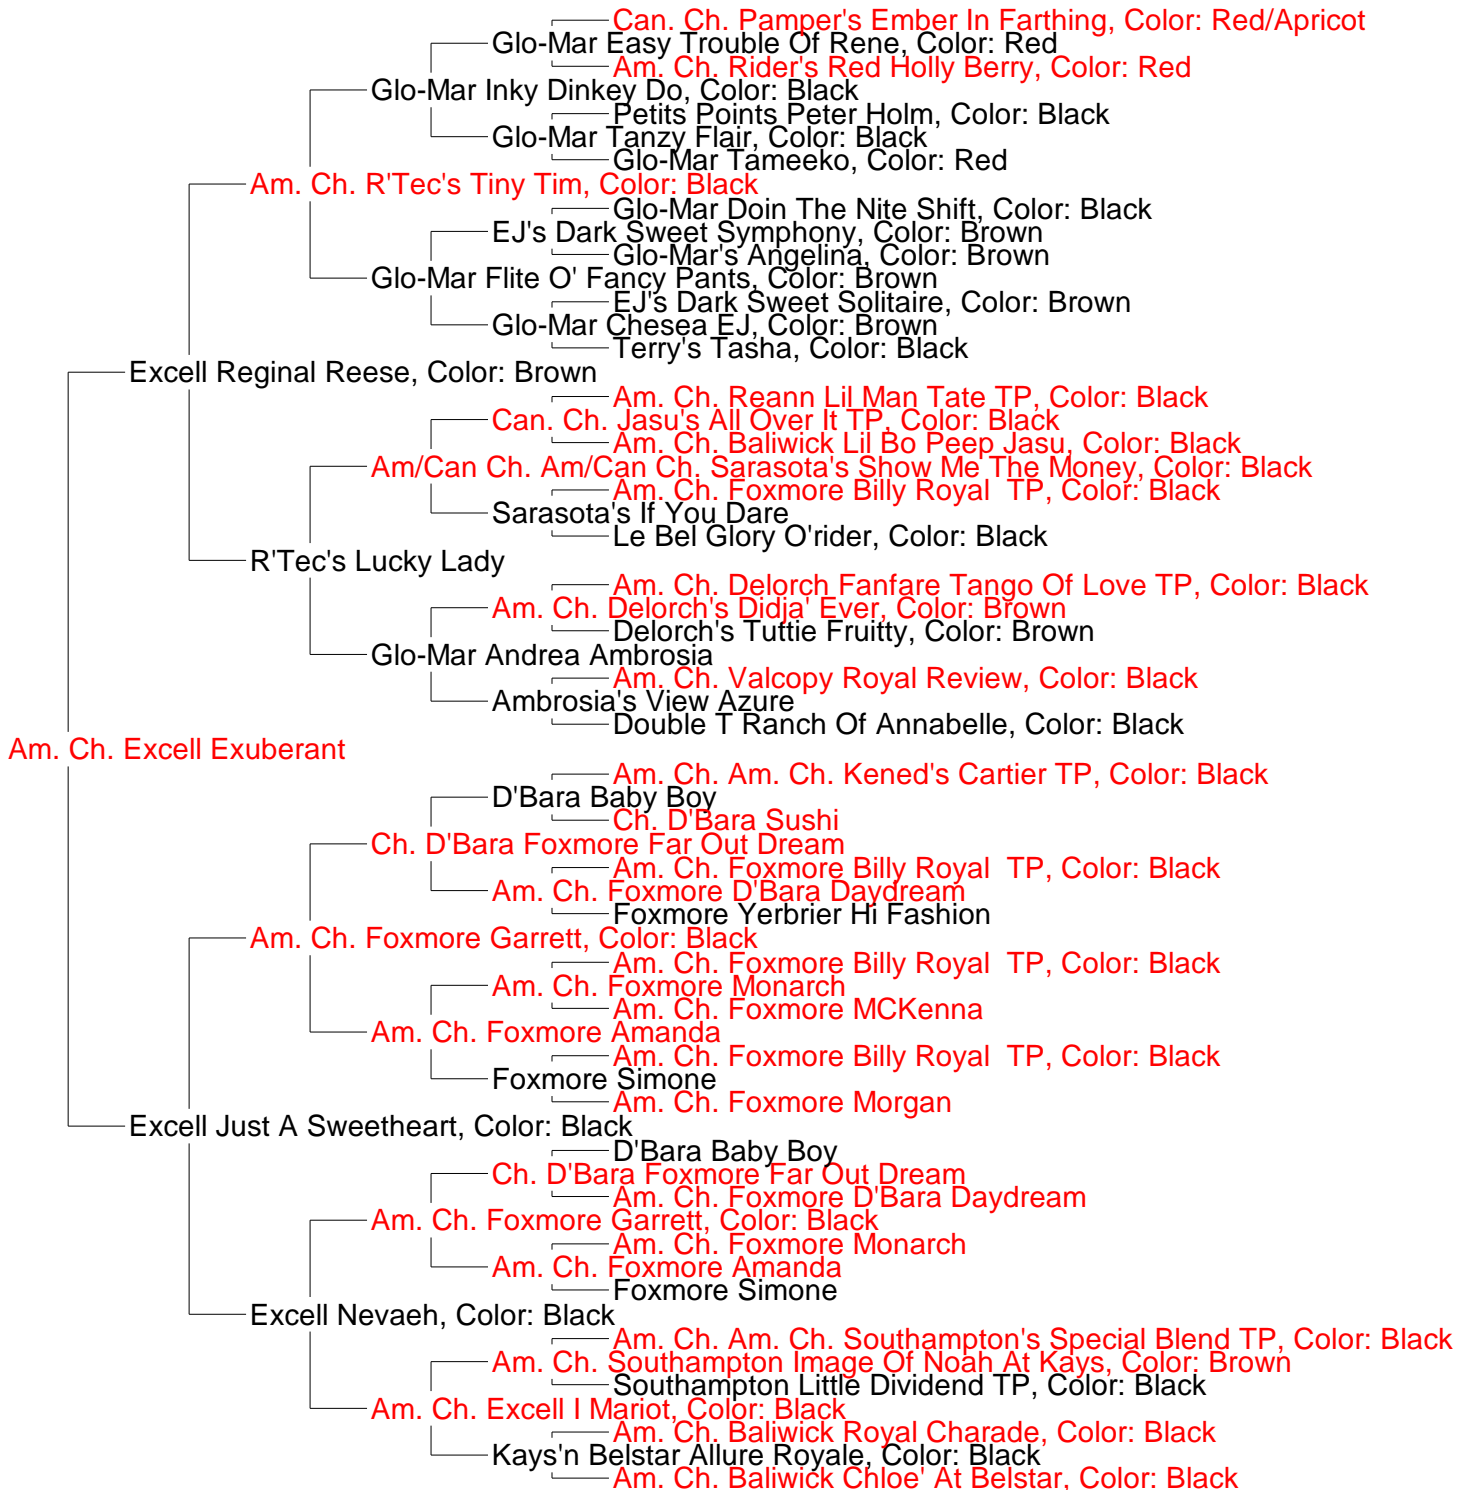 Can. Ch. Pamper's Ember In Farthing, Color: Red/Apricot
Glo-Mar Easy Trouble Of Rene, Color: Red
Am. Ch. Rider's Red Holly Berry, Color: Red
Glo-Mar Inky Dinkey Do, Color: Black
Petits Points Peter Holm, Color: Black
Glo-Mar Tanzy Flair, Color: Black
Glo-Mar Tameeko, Color: Red
Am. Ch. R'Tec's Tiny Tim, Color: Black
Glo-Mar Doin The Nite Shift, Color: Black
EJ's Dark Sweet Symphony, Color: Brown
Glo-Mar's Angelina, Color: Brown
Glo-Mar Flite O' Fancy Pants, Color: Brown
EJ's Dark Sweet Solitaire, Color: Brown
Glo-Mar Chesea EJ, Color: Brown
Terry's Tasha, Color: Black
Excell Reginal Reese, Color: Brown
Am. Ch. Reann Lil Man Tate TP, Color: Black
Can. Ch. Jasu's All Over It TP, Color: Black
Am. Ch. Baliwick Lil Bo Peep Jasu, Color: Black
Am/Can Ch. Am/Can Ch. Sarasota's Show Me The Money, Color: Black
Am. Ch. Foxmore Billy Royal  TP, Color: Black
Sarasota's If You Dare
Le Bel Glory O'rider, Color: Black
R'Tec's Lucky Lady
Am. Ch. Delorch Fanfare Tango Of Love TP, Color: Black
Am. Ch. Delorch's Didja' Ever, Color: Brown
Delorch's Tuttie Fruitty, Color: Brown
Glo-Mar Andrea Ambrosia
Am. Ch. Valcopy Royal Review, Color: Black
Ambrosia's View Azure
Double T Ranch Of Annabelle, Color: Black
Am. Ch. Excell Exuberant
Am. Ch. Am. Ch. Kened's Cartier TP, Color: Black
D'Bara Baby Boy
Ch. D'Bara Sushi
Ch. D'Bara Foxmore Far Out Dream
Am. Ch. Foxmore Billy Royal  TP, Color: Black
Am. Ch. Foxmore D'Bara Daydream
Foxmore Yerbrier Hi Fashion
Am. Ch. Foxmore Garrett, Color: Black
Am. Ch. Foxmore Billy Royal  TP, Color: Black
Am. Ch. Foxmore Monarch
Am. Ch. Foxmore MCKenna
Am. Ch. Foxmore Amanda
Am. Ch. Foxmore Billy Royal  TP, Color: Black
Foxmore Simone
Am. Ch. Foxmore Morgan
Excell Just A Sweetheart, Color: Black
D'Bara Baby Boy
Ch. D'Bara Foxmore Far Out Dream
Am. Ch. Foxmore D'Bara Daydream
Am. Ch. Foxmore Garrett, Color: Black
Am. Ch. Foxmore Monarch
Am. Ch. Foxmore Amanda
Foxmore Simone
Excell Nevaeh, Color: Black
Am. Ch. Am. Ch. Southampton's Special Blend TP, Color: Black
Am. Ch. Southampton Image Of Noah At Kays, Color: Brown
Southampton Little Dividend TP, Color: Black
Am. Ch. Excell I Mariot, Color: Black
Am. Ch. Baliwick Royal Charade, Color: Black
Kays'n Belstar Allure Royale, Color: Black
Am. Ch. Baliwick Chloe' At Belstar, Color: Black